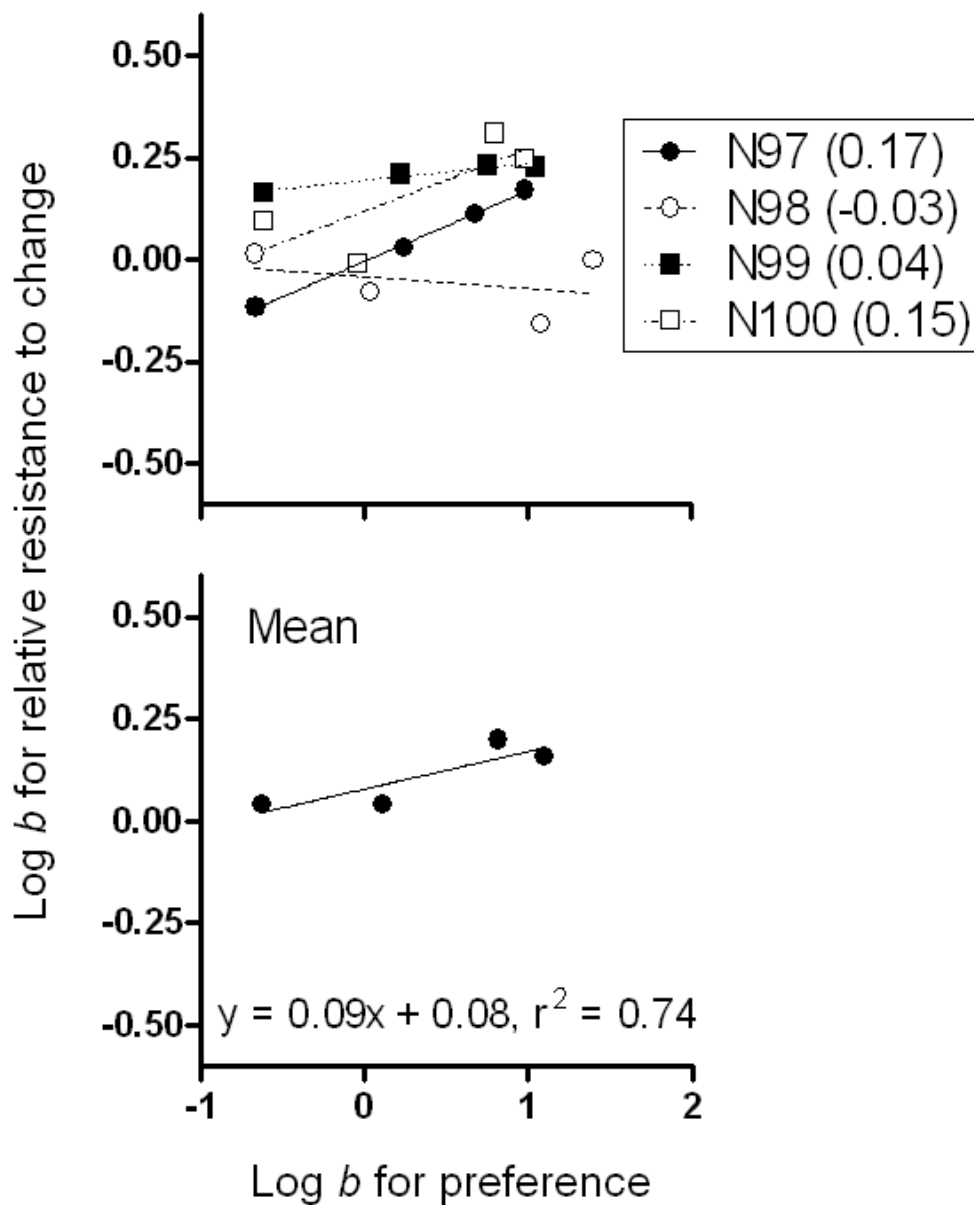 Log b for relative resistance to change
0.50
0.25
0.00
-0.25
-0.50
N97 (0.17)
N98 (-0.03)
N99 (0.04)
N100 (0.15)
0.50
0.25
0.00
-0.25
-0.50
Mean
y = 0.09x + 0.08, r² = 0.74
-1 0 1 2
Log b for preference